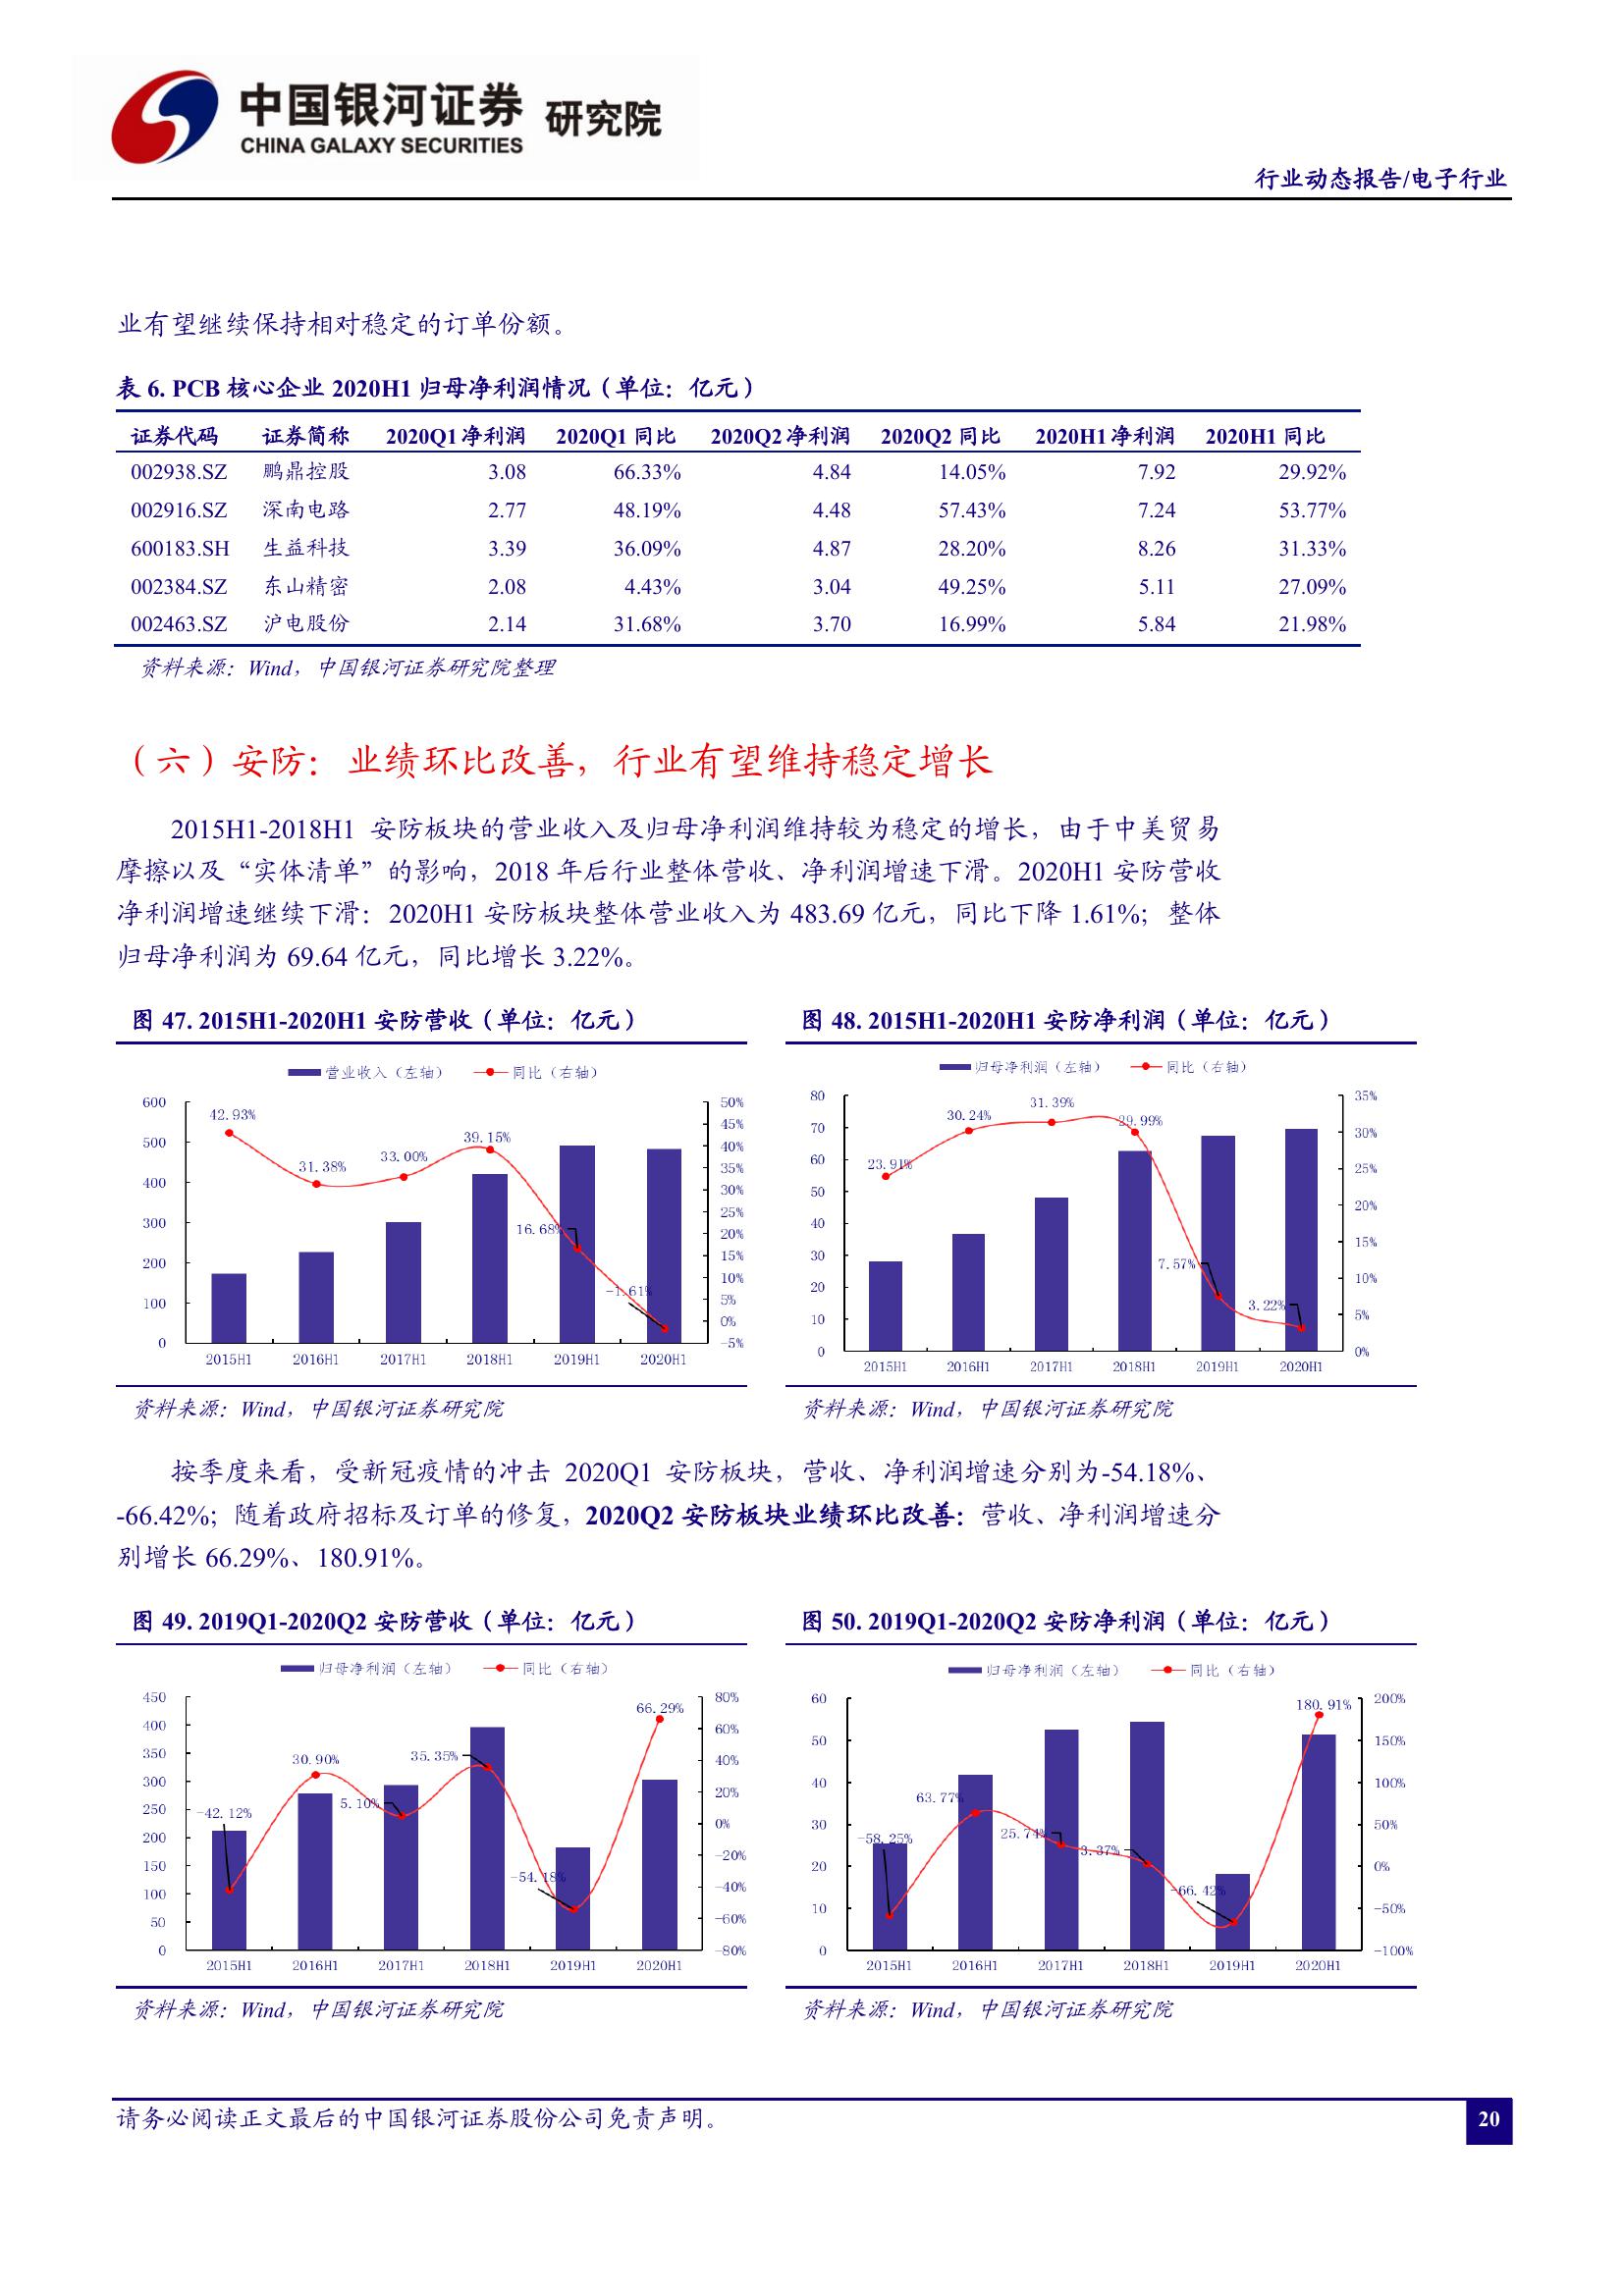 中国银河证券 研究院
CHINA GALAXY SECURITIES
行业动态报告/电子行业
业有望继续保持相对稳定的订单份额。
表 6. PCB 核心企业 2020H1 归母净利润情况（单位：亿元）
证券代码 证券简称 2020Q1净利润 2020Q1 同比 2020Q2净利润 2020Q2 同比 2020H1净利润 2020H1 同比
002938.SZ 鹏鼎控股 3.08 66.33% 4.84 14.05% 7.92 29.92%
002916.SZ 深南电路 2.77 48.19% 4.48 57.43% 7.24 53.77%
600183.SH 生益科技 3.39 36.09% 4.87 28.20% 8.26 31.33%
002384.SZ 东山精密 2.08 4.43% 3.04 49.25% 5.11 27.09%
002463.SZ 沪电股份 2.14 31.68% 3.70 16.99% 5.84 21.98%
资料来源：Wind，中国银河证券研究院整理
（六）安防：业绩环比改善，行业有望维持稳定增长
2015H1-2018H1 安防板块的营业收入及归母净利润维持较为稳定的增长，由于中美贸易
摩擦以及“实体清单”的影响，2018 年后行业整体营收、净利润增速下滑。2020H1 安防营收
净利润增速继续下滑：2020H1 安防板块整体营业收入为 483.69 亿元，同比下降 1.61%；整体
归母净利润为 69.64 亿元，同比增长 3.22%。
图 47. 2015H1-2020H1 安防营收（单位：亿元）
营业收入（左轴） 同比（右轴）
600 500 400 300 200 100 0
42.93% 31.38% 33.00% 39.15% 16.68% -1.61%
50% 45% 40% 35% 30% 25% 20% 15% 10% 5% 0% -5%
2015H1 2016H1 2017H1 2018H1 2019H1 2020H1
资料来源：Wind，中国银河证券研究院
图 48. 2015H1-2020H1 安防净利润（单位：亿元）
归母净利润（左轴） 同比（右轴）
80 70 60 50 40 30 20 10 0
23.91% 30.24% 31.39% 29.99% 7.57% 3.22%
35% 30% 25% 20% 15% 10% 5% 0%
2015H1 2016H1 2017H1 2018H1 2019H1 2020H1
资料来源：Wind，中国银河证券研究院
按季度来看，受新冠疫情的冲击 2020Q1 安防板块，营收、净利润增速分别为-54.18%、
-66.42%；随着政府招标及订单的修复，2020Q2 安防板块业绩环比改善：营收、净利润增速分
别增长 66.29%、180.91%。
图 49. 2019Q1-2020Q2 安防营收（单位：亿元）
归母净利润（左轴） 同比（右轴）
450 400 350 300 250 200 150 100 50 0
-42.12% 30.90% 5.10% 35.35% -54.18% 66.29%
80% 60% 40% 20% 0% -20% -40% -60% -80%
2015H1 2016H1 2017H1 2018H1 2019H1 2020H1
资料来源：Wind，中国银河证券研究院
图 50. 2019Q1-2020Q2 安防净利润（单位：亿元）
归母净利润（左轴） 同比（右轴）
60 50 40 30 20 10 0
-58.25% 63.77% 25.74% 3.37% -66.42% 180.91%
200% 150% 100% 50% 0% -50% -100%
2015H1 2016H1 2017H1 2018H1 2019H1 2020H1
资料来源：Wind，中国银河证券研究院
请务必阅读正文最后的中国银河证券股份公司免责声明。
20